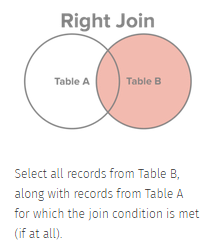 Right Join
Table A
Table B
Select all records from Table B,
along with records from Table A
for which the join condition is met
(if at all).